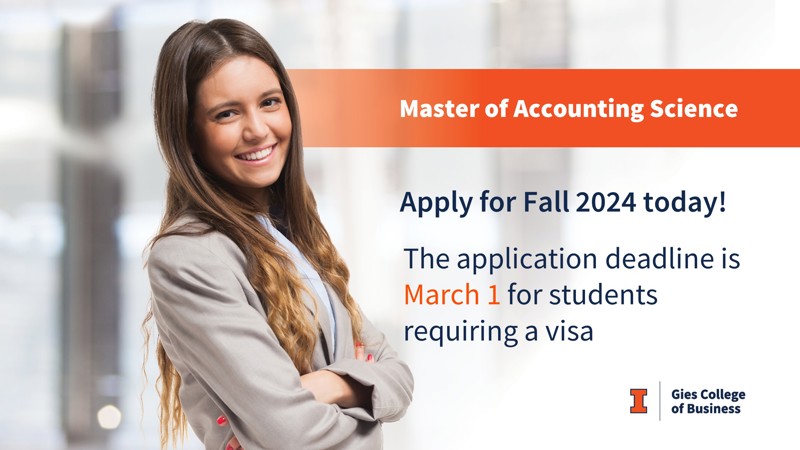 Master of Accounting Science
Apply for Fall 2024 today!
The application deadline is
March 1 for students
requiring a visa
I
Gies College
of Business